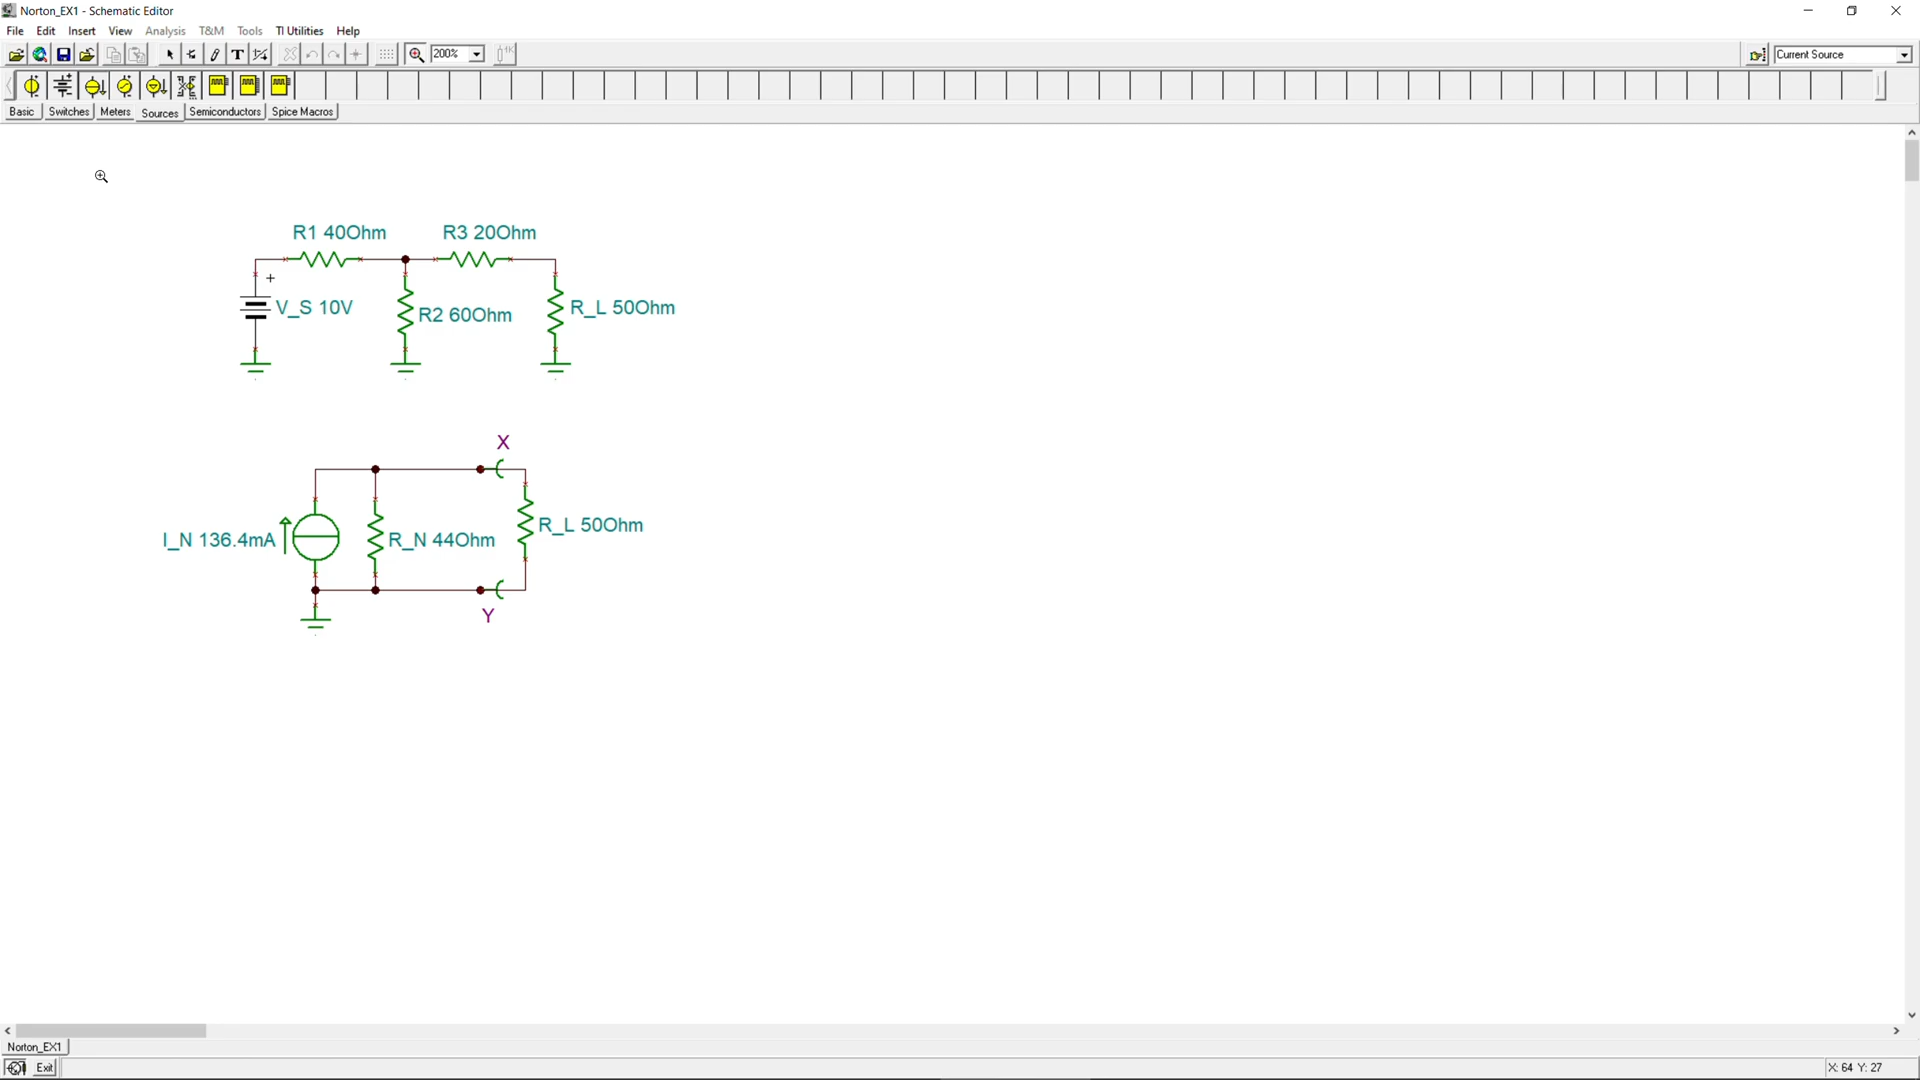 Norton_EX1 - Schematic Editor
File Edit Insert View Analysis T&M Tools TI Utilities Help
200% Current Source
Basic Switches Meters Sources Semiconductors Spice Macros
R1 40Ohm R3 20Ohm
+
V_S 10V R2 60Ohm R_L 50Ohm
X
I_N 136.4mA R_N 44Ohm R_L 50Ohm
Y
Norton_EX1
Exit X: 64 Y: 27